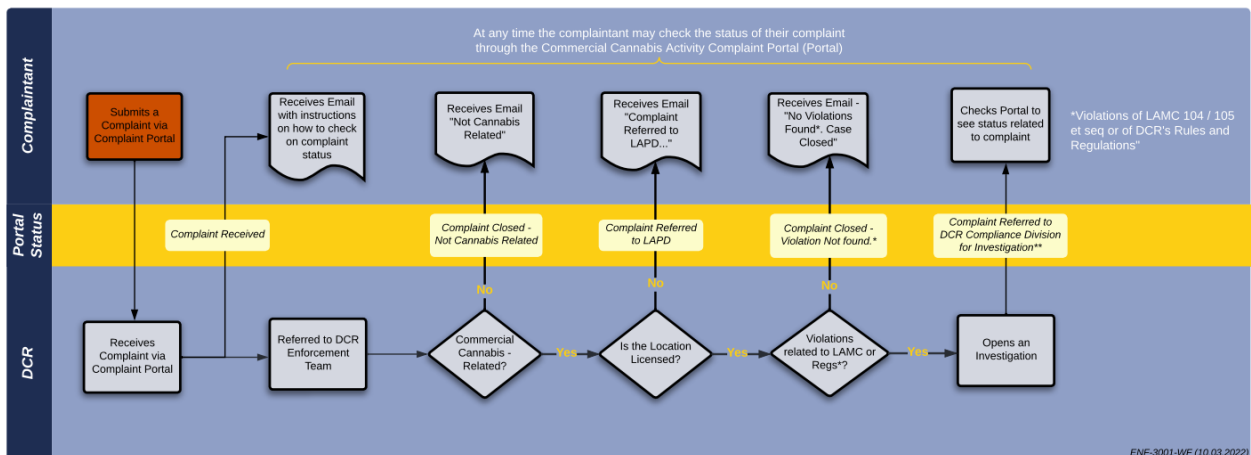 Complainant
At any time the complaintant may check the status of their complaint
through the Commercial Cannabis Activity Complaint Portal (Portal)
Submits a
Complaint via
Complaint Portal
Receives Email
with instructions
on how to check
on complaint
status
Receives Email
"Not Cannabis
Related"
Receives Email
"Complaint
Referred to
LAPD..."
Receives Email -
"No Violations
Found*. Case
Closed"
Checks Portal to
see status related
to complaint
*Violations of LAMC 104 / 105
et seq or of DCR's Rules and
Regulations"
Portal
Status
Complaint Received
Complaint Closed -
Not Cannabis Related
Complaint Referred
to LAPD
Complaint Closed -
Violation Not found.*
Complaint Referred to
DCR Compliance Division
for Investigation**
No
No
No
DCR
Receives
Complaint via
Complaint Portal
Referred to DCR
Enforcement
Team
Commercial
Cannabis -
Related?
Yes
Is the Location
Licensed?
Yes
Violations
related to LAMC or
Regs*?
Yes
Opens an
Investigation
ENF-3001-WF (10.03.2022)